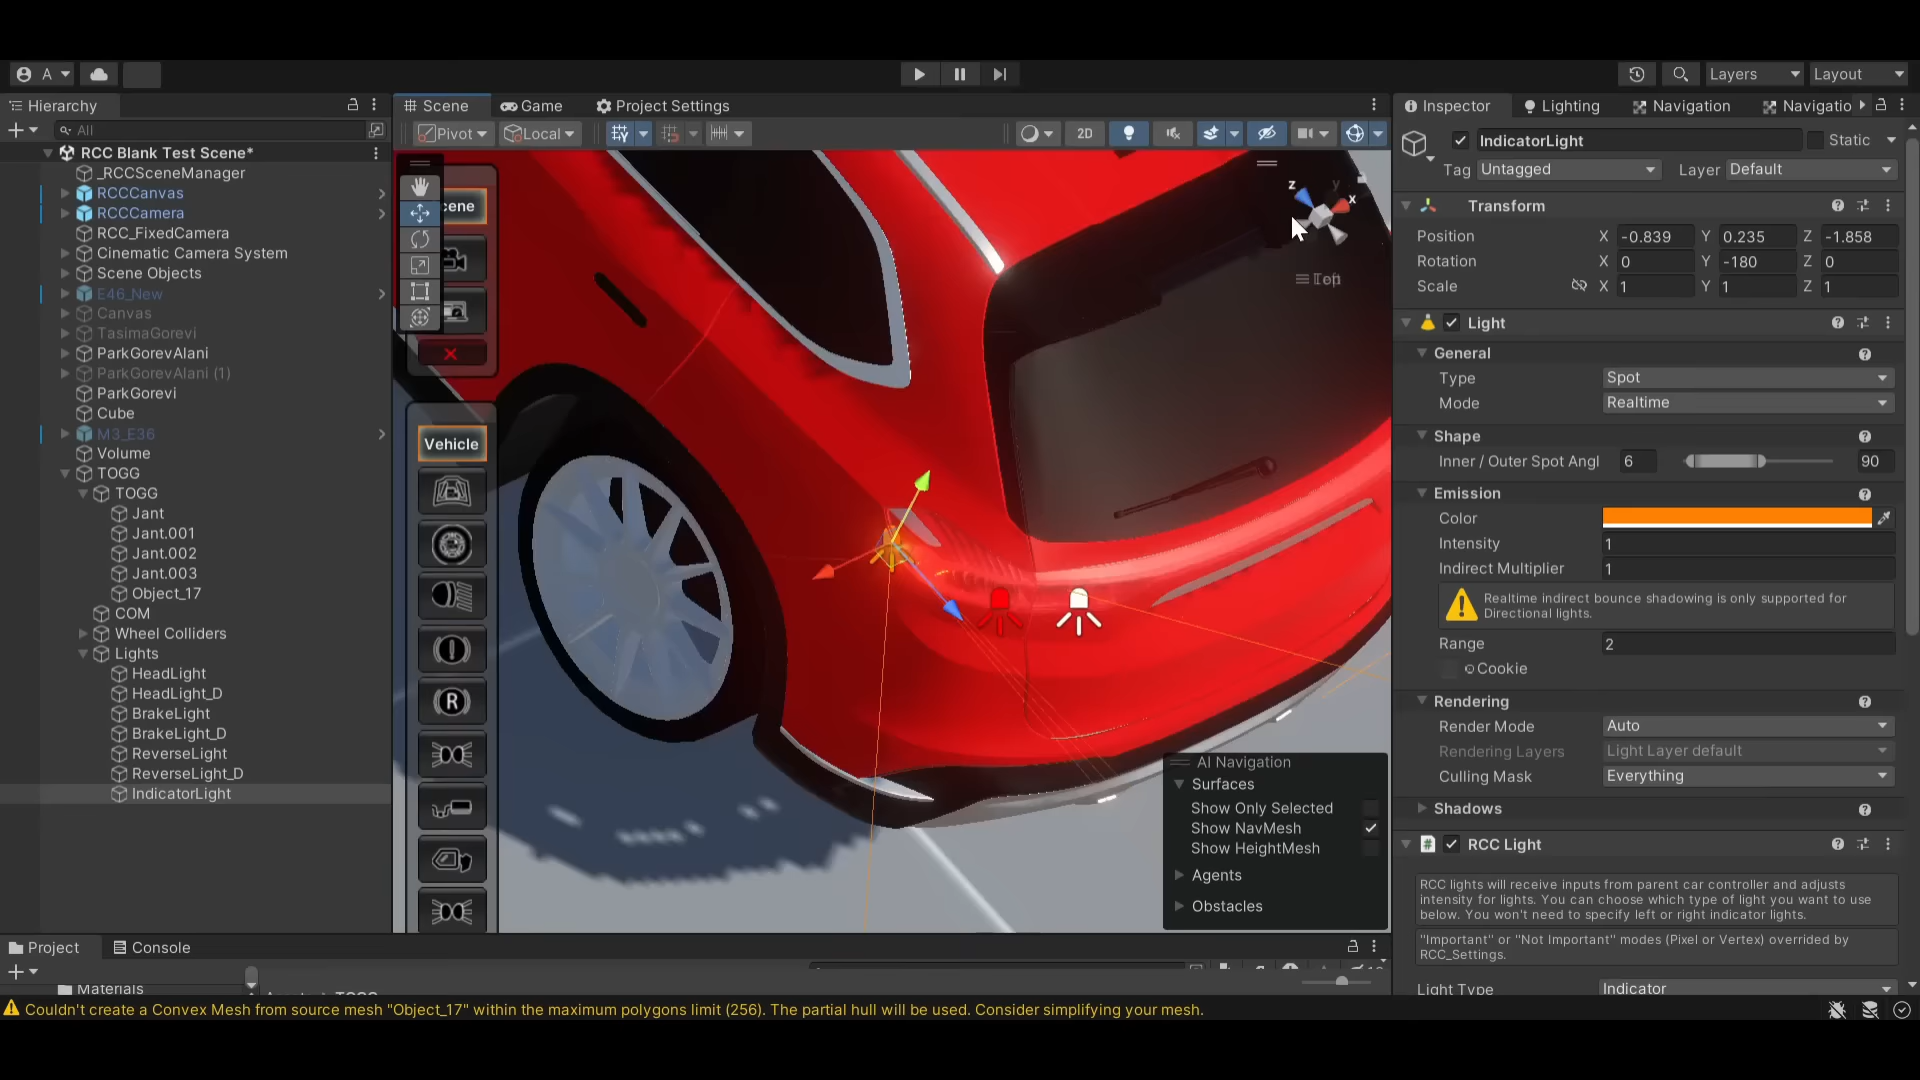 A
Layers
Layout
Hierarchy
All
RCC Blank Test Scene*
_RCCSceneManager
RCCCanvas
RCCCamera
RCC_FixedCamera
Cinematic Camera System
Scene Objects
E46_New
Canvas
TasimaGorevi
ParkGorevAlani
ParkGorevAlani (1)
ParkGorevi
Cube
M3_E36
Volume
TOGG
TOGG
Jant
Jant.001
Jant.002
Jant.003
Object_17
COM
Wheel Colliders
Lights
HeadLight
HeadLight_D
BrakeLight
BrakeLight_D
ReverseLight
ReverseLight_D
IndicatorLight
Scene
Game
Project Settings
Pivot
Local
2D
cene
Vehicle
R
z
y
x
AI Navigation
Surfaces
Show Only Selected
Show NavMesh
Show HeightMesh
Agents
Obstacles
Inspector
Lighting
Navigation
Navigatio
IndicatorLight
Static
Tag Untagged
Layer Default
Transform
Position X -0.839 Y 0.235 Z -1.858
Rotation X 0 Y -180 Z 0
Scale X 1 Y 1 Z 1
Light
General
Type Spot
Mode Realtime
Shape
Inner / Outer Spot Angl 6 90
Emission
Color
Intensity 1
Indirect Multiplier 1
Realtime indirect bounce shadowing is only supported for
Directional lights.
Range 2
Cookie
Rendering
Render Mode Auto
Rendering Layers Light Layer default
Culling Mask Everything
Shadows
# RCC Light
RCC lights will receive inputs from parent car controller and adjusts
intensity for lights. You can choose which type of light you want to use
below. You won't need to specify left or right indicator lights.
"Important" or "Not Important" modes (Pixel or Vertex) overrided by
RCC_Settings.
Light Type Indicator
Project
Console
Materials
Couldn't create a Convex Mesh from source mesh "Object_17" within the maximum polygons limit (256). The partial hull will be used. Consider simplifying your mesh.